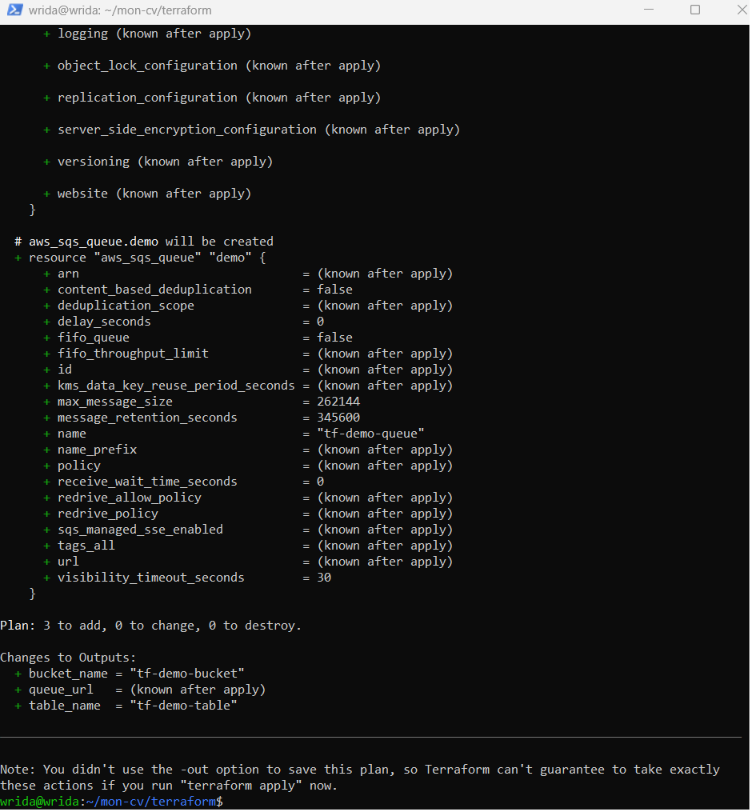 wrida@wrida: ~/mon-cv/terraform
+ logging (known after apply)
+ object_lock_configuration (known after apply)
+ replication_configuration (known after apply)
+ server_side_encryption_configuration (known after apply)
+ versioning (known after apply)
+ website (known after apply)
}
# aws_sqs_queue.demo will be created
+ resource "aws_sqs_queue" "demo" {
+ arn = (known after apply)
+ content_based_deduplication = false
+ deduplication_scope = (known after apply)
+ delay_seconds = 0
+ fifo_queue = false
+ fifo_throughput_limit = (known after apply)
+ id = (known after apply)
+ kms_data_key_reuse_period_seconds = (known after apply)
+ max_message_size = 262144
+ message_retention_seconds = 345600
+ name = "tf-demo-queue"
+ name_prefix = (known after apply)
+ policy = (known after apply)
+ receive_wait_time_seconds = 0
+ redrive_allow_policy = (known after apply)
+ redrive_policy = (known after apply)
+ sqs_managed_sse_enabled = (known after apply)
+ tags_all = (known after apply)
+ url = (known after apply)
+ visibility_timeout_seconds = 30
}
Plan: 3 to add, 0 to change, 0 to destroy.
Changes to Outputs:
+ bucket_name = "tf-demo-bucket"
+ queue_url = (known after apply)
+ table_name = "tf-demo-table"
Note: You didn't use the -out option to save this plan, so Terraform can't guarantee to take exactly
these actions if you run "terraform apply" now.
wrida@wrida:~/mon-cv/terraform$